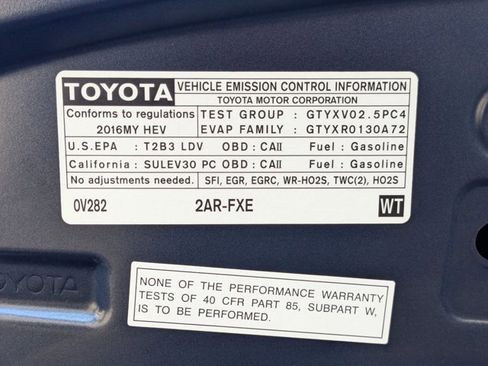 TOYOTA VEHICLE EMISSION CONTROL INFORMATION
TOYOTA MOTOR CORPORATION
Conforms to regulations TEST GROUP : GTYXV02.5PC4
2016MY HEV EVAP FAMILY : GTYXR0130A72
U.S.EPA : T2B3 LDV OBD : CAII Fuel : Gasoline
California : SULEV30 PC OBD : CAII Fuel : Gasoline
No adjustments needed. SFI, EGR, EGRC, WR-HO2S, TWC(2), HO2S
0V282 2AR-FXE WT
TOYOTA
NONE OF THE PERFORMANCE WARRANTY
TESTS OF 40 CFR PART 85, SUBPART W,
IS TO BE PERFORMED.